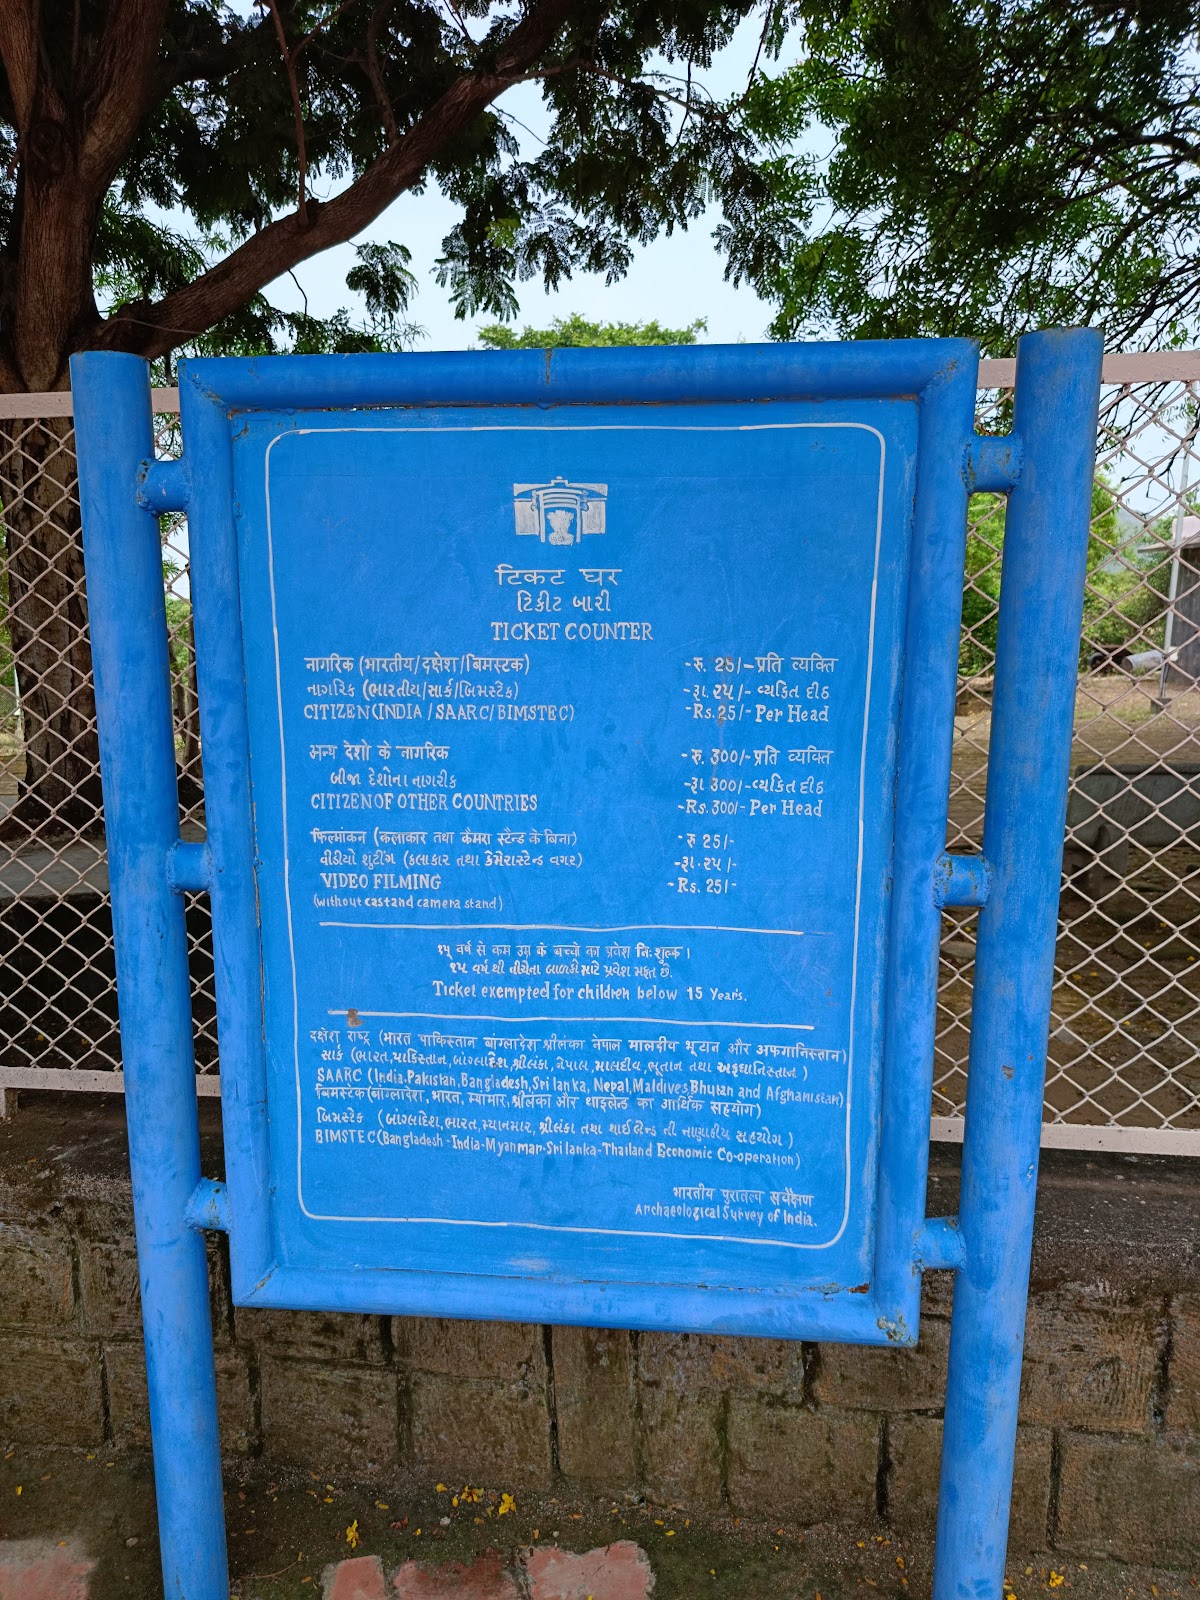 टिकट घर
ટિકીટ બારી
TICKET COUNTER
नागरिक (भारतीय/दक्षेश/बिमस्टक) -रु. 25/-प्रति व्यक्ति
નાગરિક (ભારતીય/સાર્ક/બિમસ્ટેક) -રૂા. ૨૫/- વ્યકિત દીઠ
CITIZEN(INDIA/SAARC/BIMSTEC) -Rs.25/- Per Head
अन्य देशो के नागरिक -रु. 300/-प्रति व्यक्ति
બીજા દેશોના નાગરીક -રૂા 300/-વ્યકિત દીઠ
CITIZEN OF OTHER COUNTRIES -Rs.300/- Per Head
फिल्मांकन (कलाकार तथा कैमरा स्टैन्ड के बिना) -रु 25/-
વીડીયો શુટીંગ (કલાકાર તથા કેમેરાસ્ટેન્ડ વગર) -રૂા. ૨૫/-
VIDEO FILMING -Rs. 25/-
(without cast and camera stand)
१५ वर्ष से कम उम्र के बच्चो का प्रवेश निःशुल्क।
૧૫ વર્ષ થી નીચેના બાળકો માટે પ્રવેશ મફત છે.
Ticket exempted for children below 15 Years.
दक्षेश राष्ट्र (भारत पाकिस्तान बांग्लादेश श्रीलंका नेपाल मालदीव भूटान और अफगानिस्तान)
સાર્ક (ભારત,પાકિસ્તાન,બાંગ્લાદેશ,શ્રીલંકા,નેપાલ,માલદીવ,ભૂતાન તથા અફઘાનિસ્તાન)
SAARC (India,Pakistan,Bangladesh,Sri lanka, Nepal,Maldives,Bhutan and Afghanistan)
बिमस्टेक(बांग्लादेश,भारत,म्यांमार,श्रीलंका और थाइलेन्ड का आर्थिक सहयोग)
બિમસ્ટેક (બાંગ્લાદેશ,ભારત,મ્યાનમાર,શ્રીલંકા તથા થાઈલેન્ડ ની નાણાકીય સહયોગ)
BIMSTEC(Bangladesh-India-Myanmar-Sri lanka-Thailand Economic Co-operation)
भारतीय पुरातत्व सर्वेक्षण
Archaeological Survey of India.